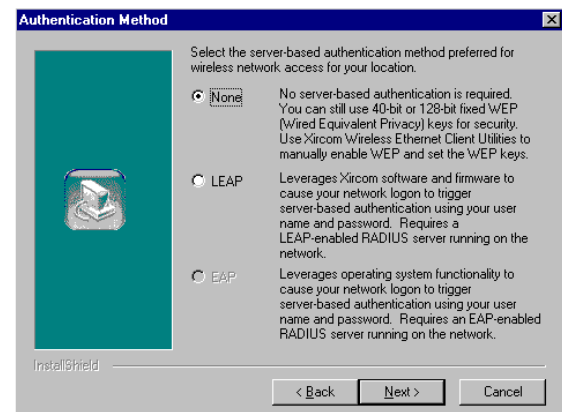 Authentication Method
Select the server-based authentication method preferred for
wireless network access for your location.
None
No server-based authentication is required.
You can still use 40-bit or 128-bit fixed WEP
(Wired Equivalent Privacy) keys for security.
Use Xircom Wireless Ethernet Client Utilities to
manually enable WEP and set the WEP keys.
LEAP
Leverages Xircom software and firmware to
cause your network logon to trigger
server-based authentication using your user
name and password.  Requires a
LEAP-enabled RADIUS server running on the
network.
EAP
Leverages operating system functionality to
cause your network logon to trigger
server-based authentication using your user
name and password.  Requires an EAP-enabled
RADIUS server running on the network.
InstallShield
< Back
Next >
Cancel